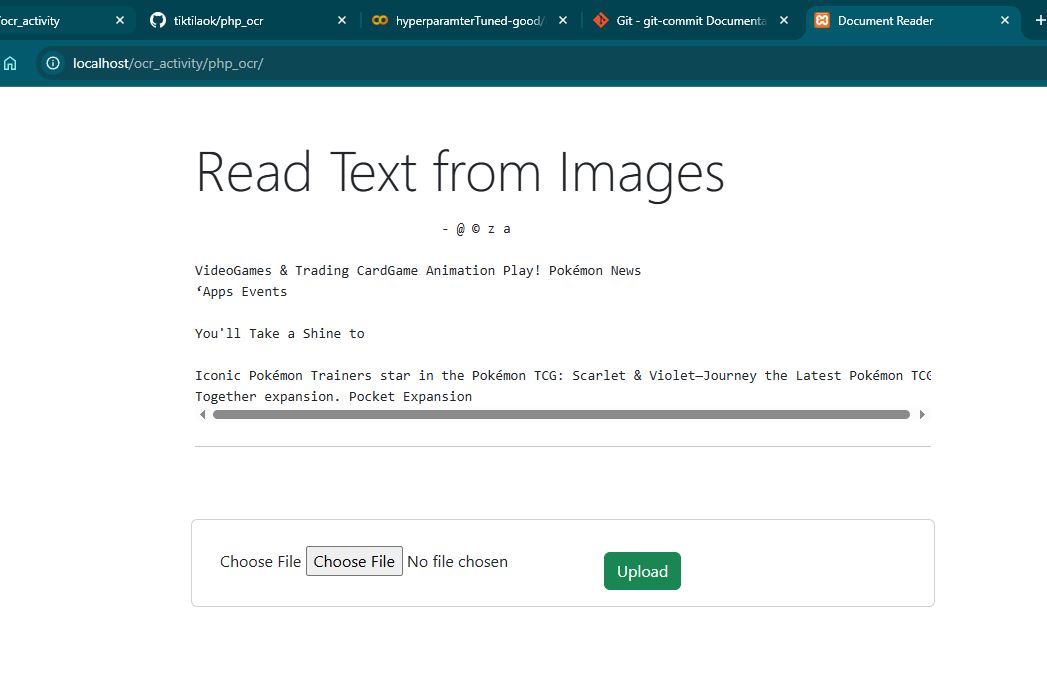 ocr_activity
tiktilaok/php_ocr
hyperparamterTuned-good/
Git - git-commit Documenta
Document Reader
localhost/ocr_activity/php_ocr/
Read Text from Images
- @ © z a
VideoGames & Trading CardGame Animation Play! Pokémon News
‘Apps Events
You'll Take a Shine to
Iconic Pokémon Trainers star in the Pokémon TCG: Scarlet & Violet—Journey the Latest Pokémon TCG
Together expansion. Pocket Expansion
Choose File Choose File No file chosen
Upload